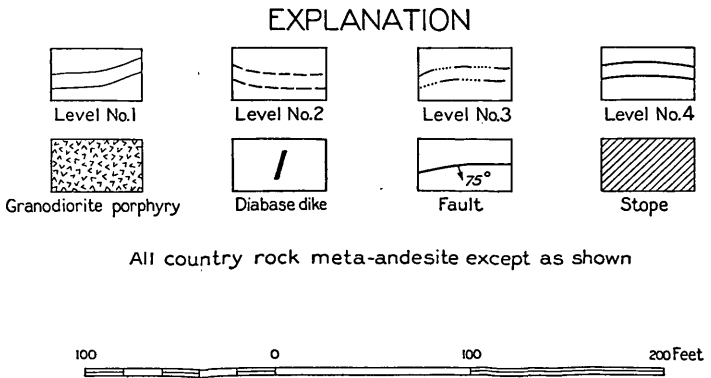 EXPLANATION
Level No.1 Level No.2 Level No.3 Level No.4
75°
Granodiorite porphyry Diabase dike Fault Stope
All country rock meta-andesite except as shown
100 0 100 200 Feet